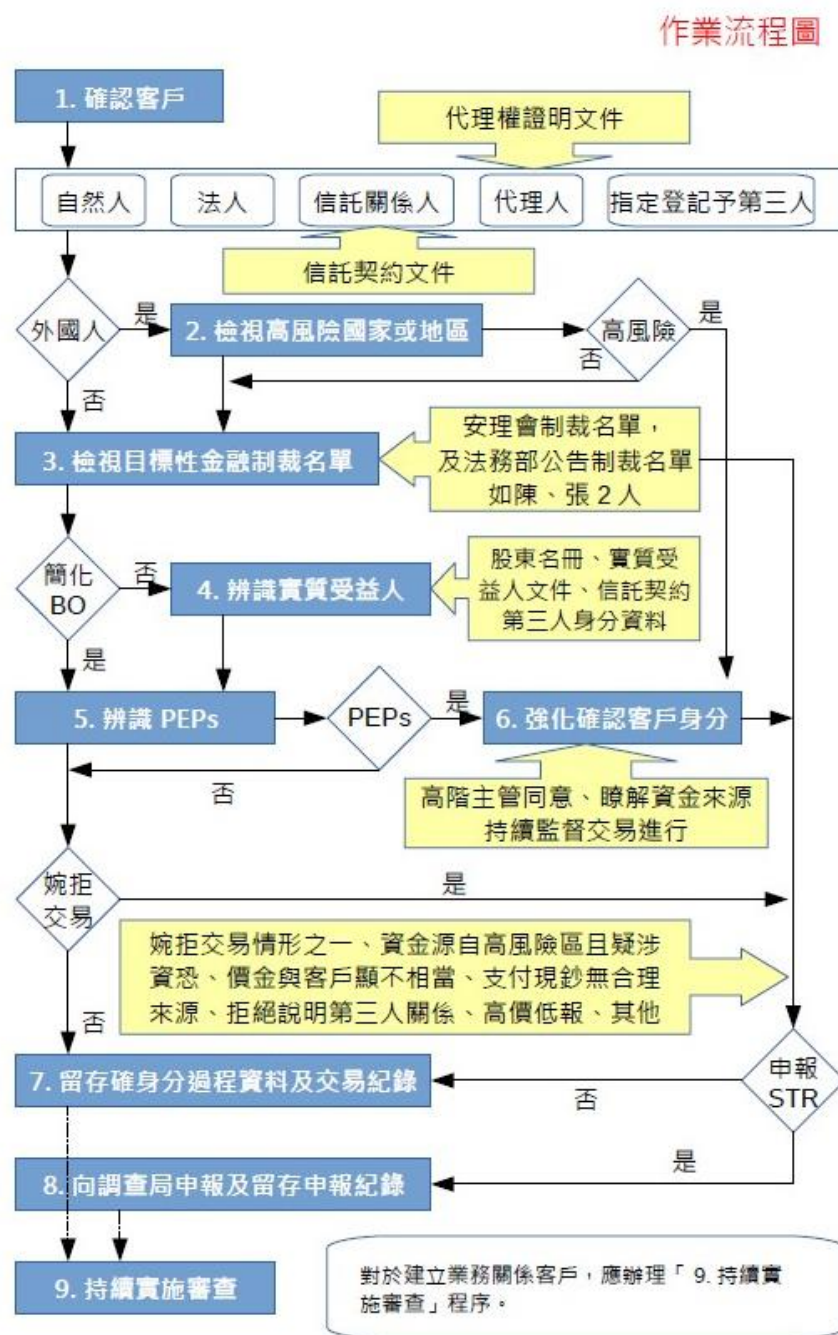 作業流程圖
1. 確認客戶
代理權證明文件
自然人
法人
信託關係人
代理人
指定登記予第三人
信託契約文件
外國人
是
2. 檢視高風險國家或地區
高風險
是
否
否
3. 檢視目標性金融制裁名單
安理會制裁名單，
及法務部公告制裁名單
如陳、張 2 人
簡化
BO
否
4. 辨識實質受益人
股東名冊、實質受
益人文件、信託契約
第三人身分資料
是
5. 辨識 PEPs
PEPs
是
6. 強化確認客戶身分
否
高階主管同意、瞭解資金來源
持續監督交易進行
婉拒
交易
是
婉拒交易情形之一、資金源自高風險區且疑涉
資恐、價金與客戶顯不相當、支付現鈔無合理
來源、拒絕說明第三人關係、高價低報、其他
否
7. 留存確身分過程資料及交易紀錄
否
申報
STR
是
8. 向調查局申報及留存申報紀錄
9. 持續實施審查
對於建立業務關係客戶，應辦理「 9. 持續實
施審查」程序。